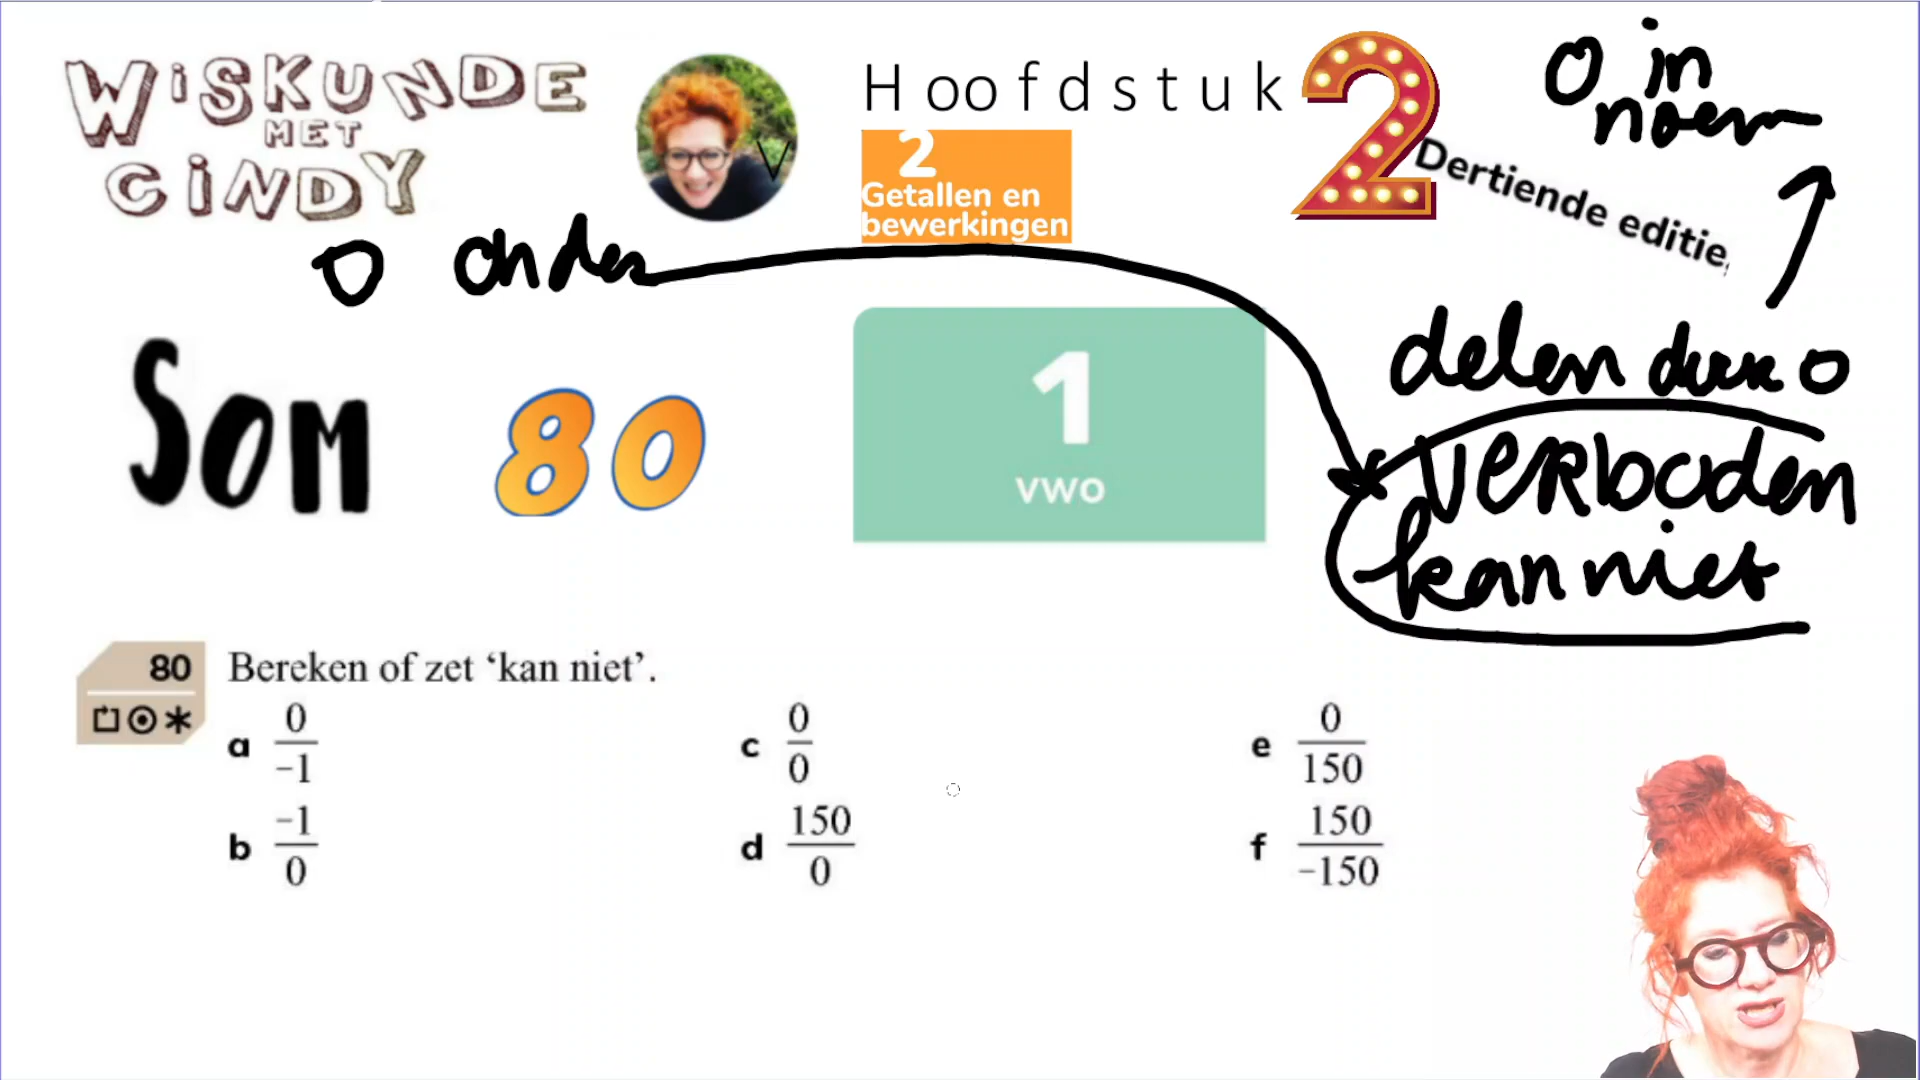 WiSKUNDE
MET
CiNDY
V
Hoofdstuk 2
2
Getallen en
bewerkingen
Dertiende editie
0 in
noem
0 onder
delen door 0
verboden
kan niet
Som 80
1
vwo
80 Bereken of zet ‘kan niet’.
a 0/−1
c 0/0
e 0/150
b −1/0
d 150/0
f 150/−150